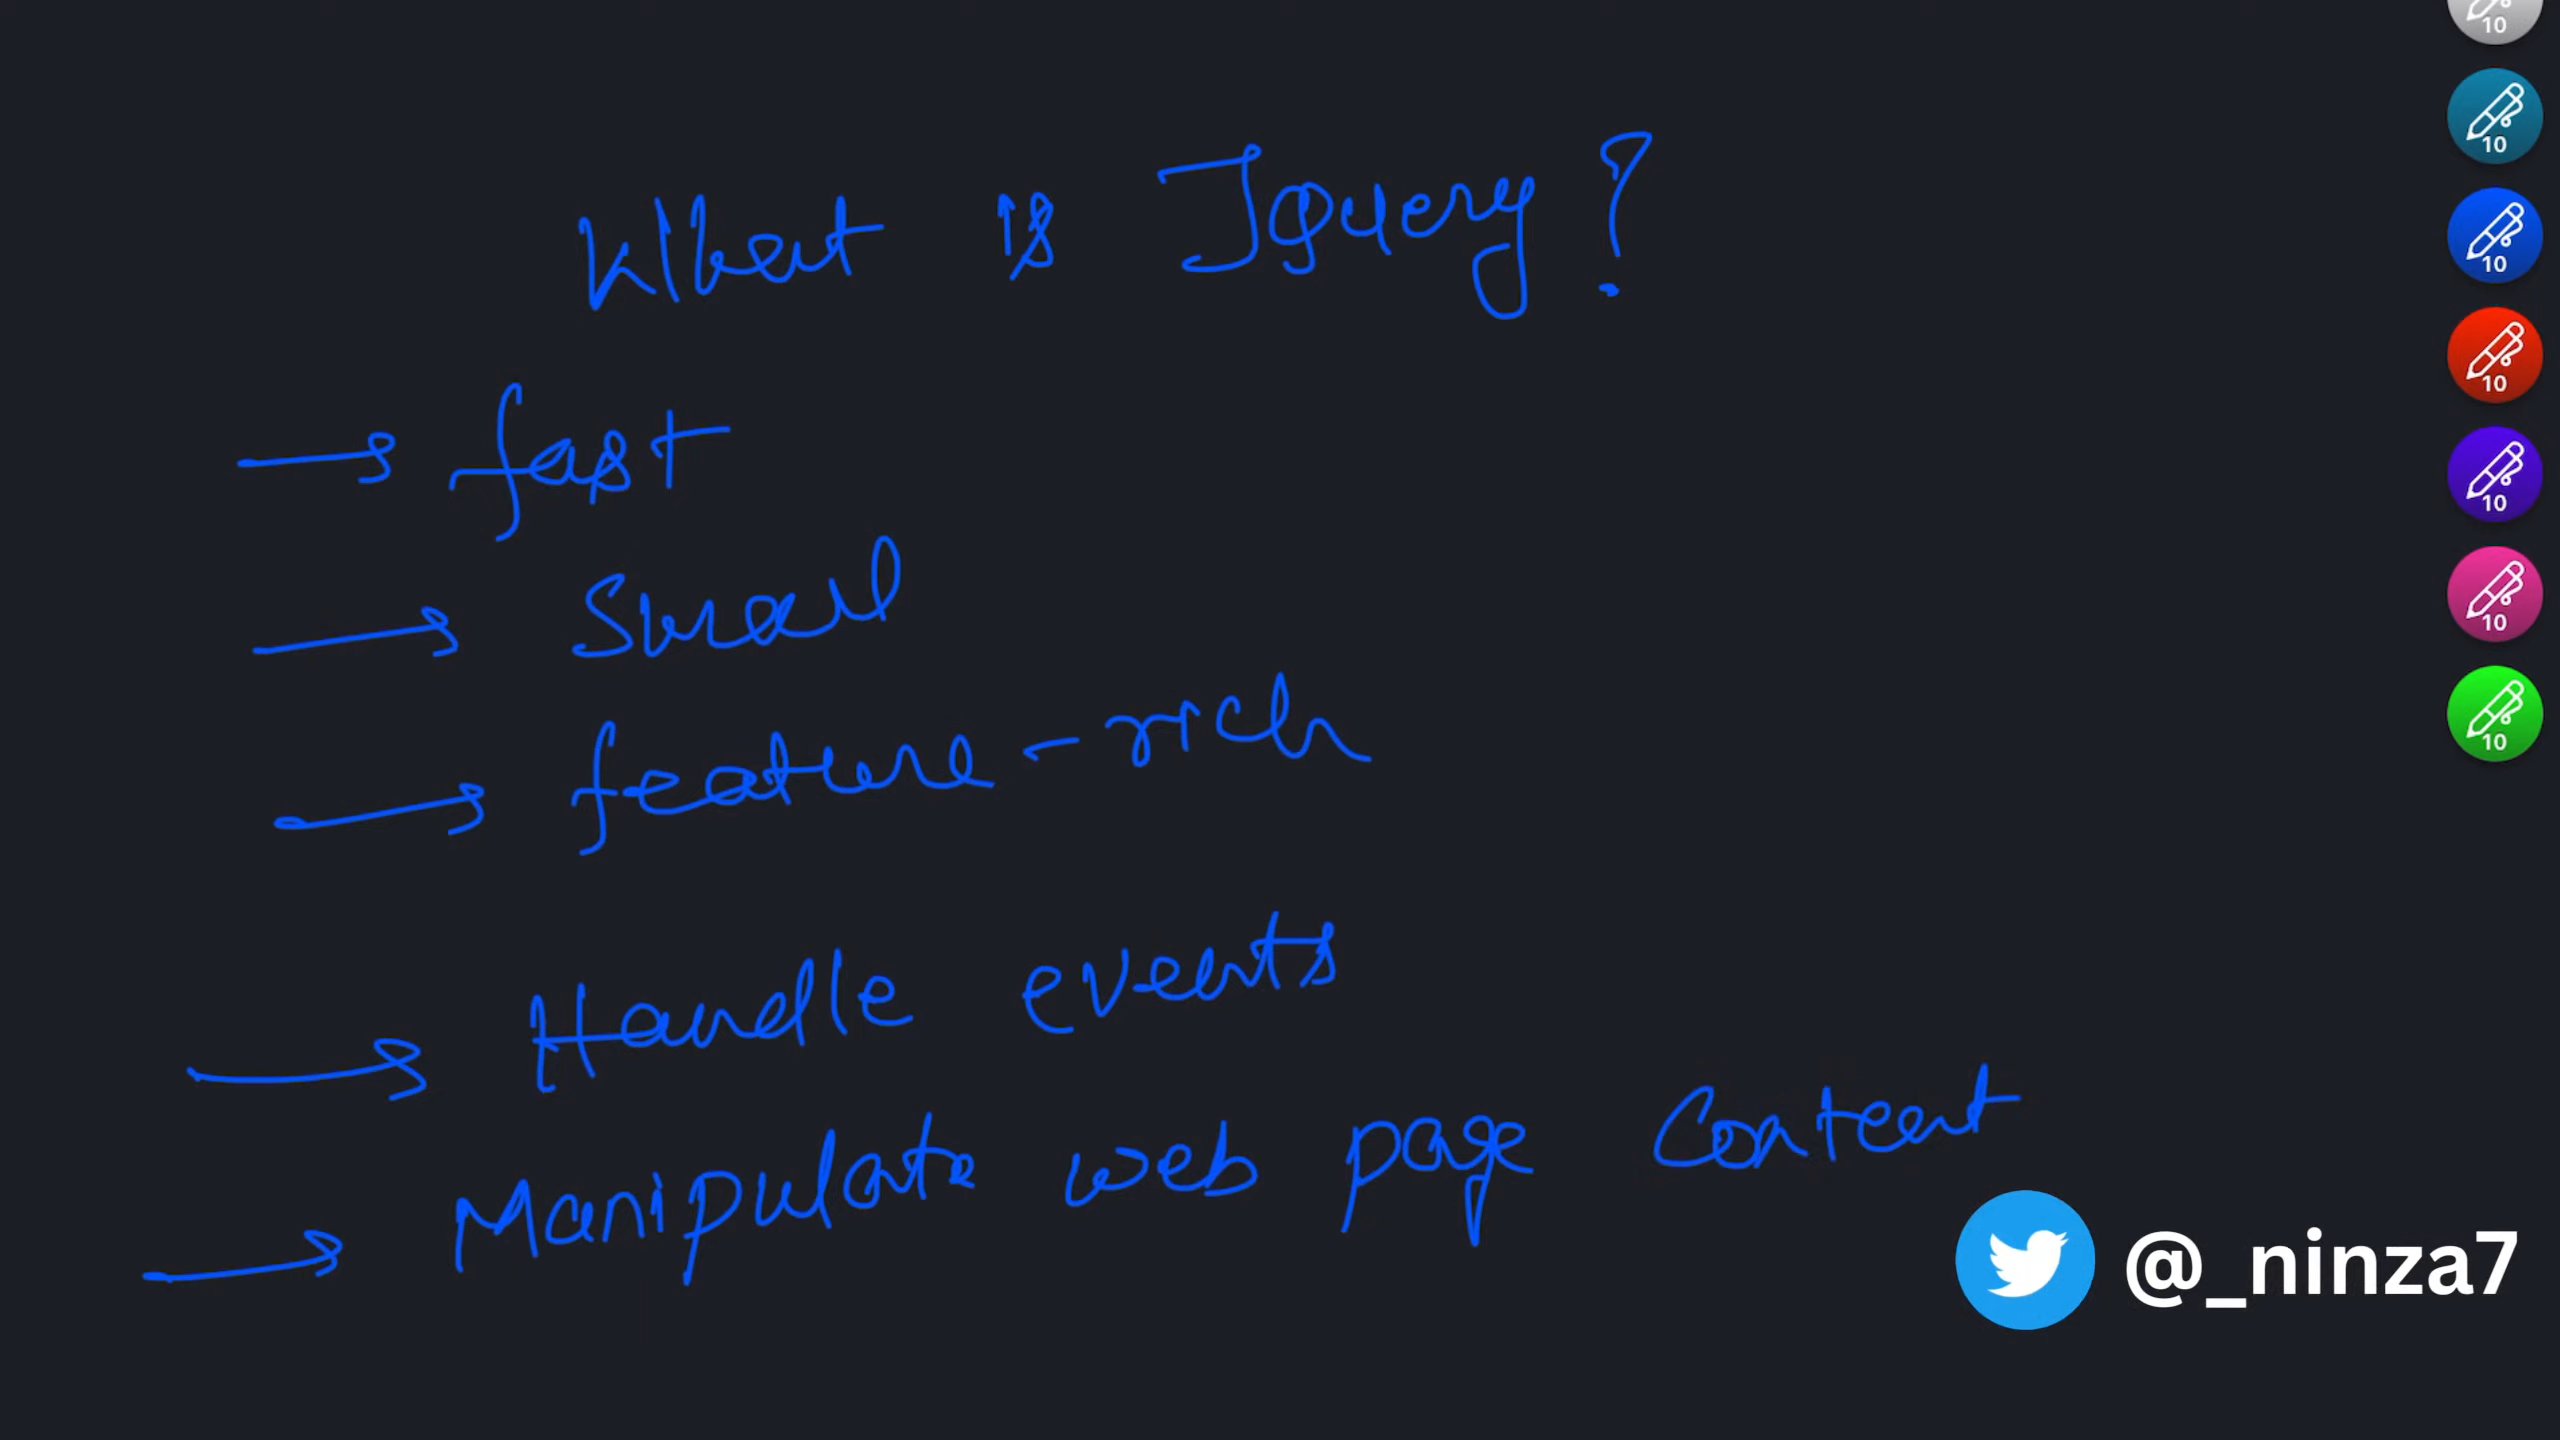 What is Jquery?
→ fast
→ Small
→ feature-rich
→ Handle events
→ Manipulate web page Content
@_ninza7
10
10
10
10
10
10
10